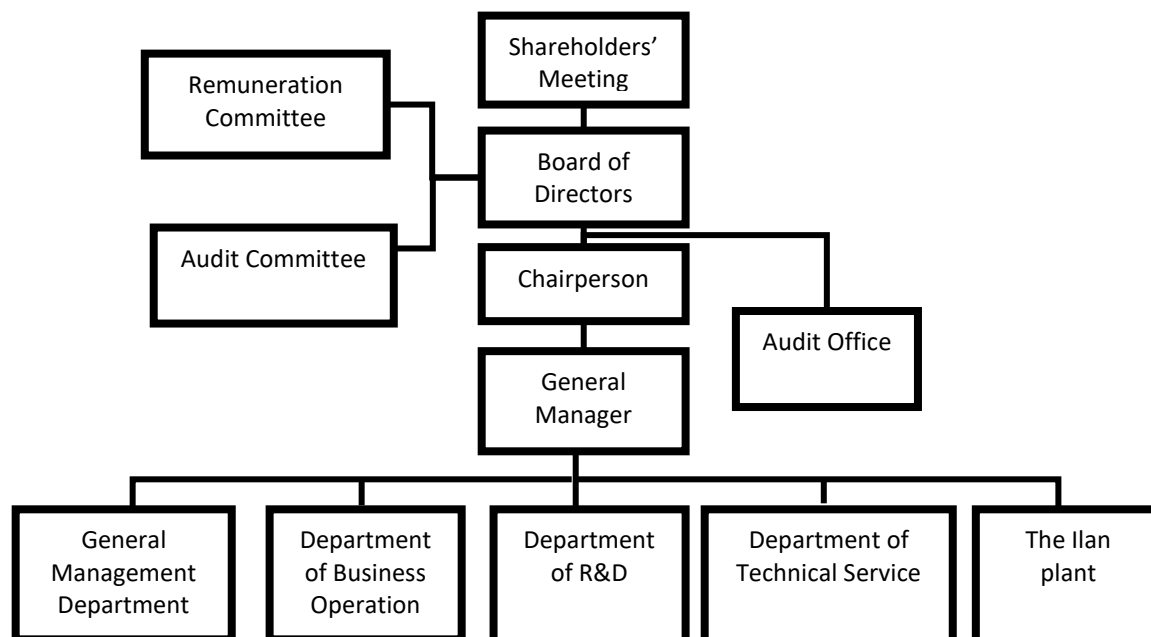 Shareholders’
Meeting
Remuneration
Committee
Board of
Directors
Audit Committee
Chairperson
Audit Office
General
Manager
General
Management
Department
Department
of Business
Operation
Department
of R&D
Department of
Technical Service
The Ilan
plant